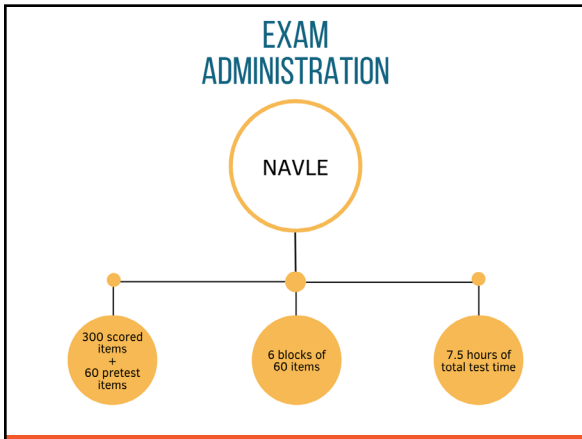 EXAM
ADMINISTRATION
NAVLE
300 scored
items
+
60 pretest
items
6 blocks of
60 items
7.5 hours of
total test time